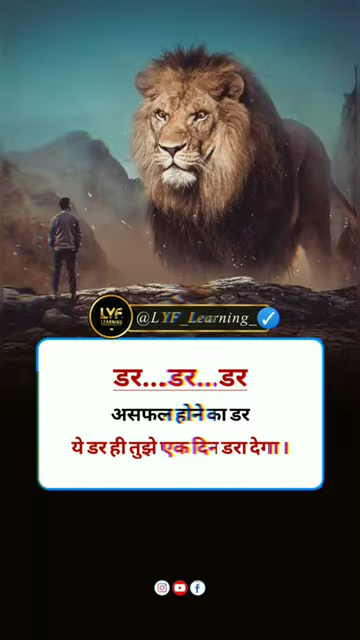 LYF
LEARNING
@LYF_Learning_
डर...डर...डर
असफल होने का डर
ये डर ही तुझे एक दिन डरा देगा ।